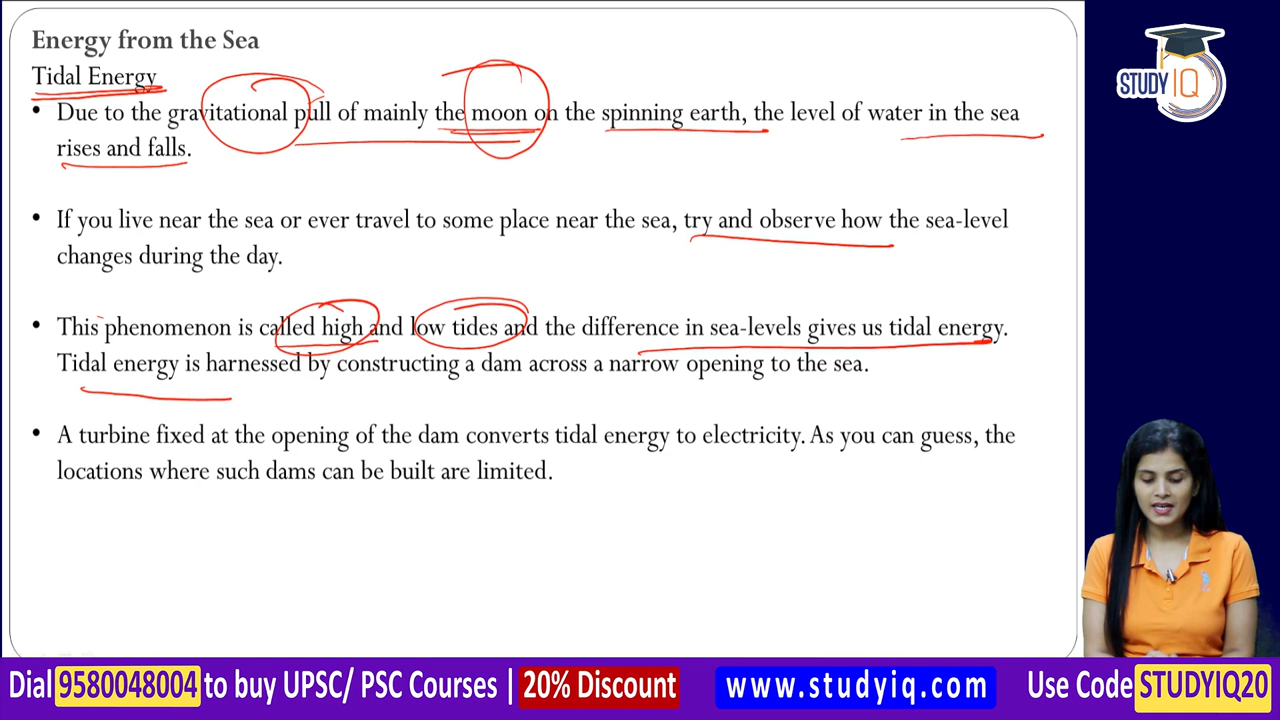 Energy from the Sea
Tidal Energy
• Due to the gravitational pull of mainly the moon on the spinning earth, the level of water in the sea
rises and falls.
• If you live near the sea or ever travel to some place near the sea, try and observe how the sea-level
changes during the day.
• This phenomenon is called high and low tides and the difference in sea-levels gives us tidal energy.
Tidal energy is harnessed by constructing a dam across a narrow opening to the sea.
• A turbine fixed at the opening of the dam converts tidal energy to electricity. As you can guess, the
locations where such dams can be built are limited.
STUDY IQ
Dial 9580048004 to buy UPSC/ PSC Courses | 20% Discount
www.studyiq.com
Use Code STUDYIQ20